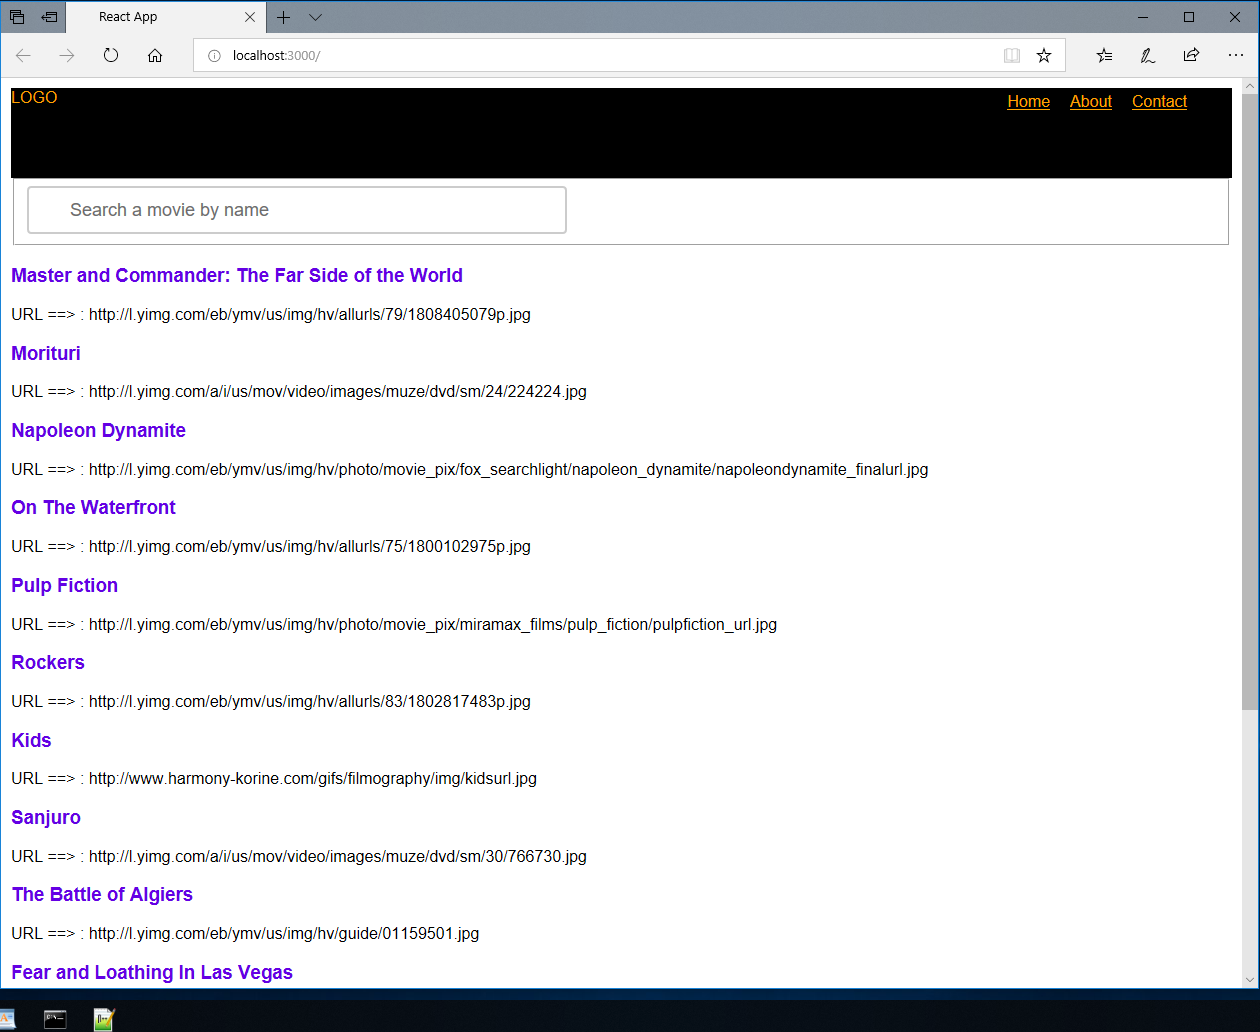 React App
localhost:3000/
LOGO
Home About Contact
Search a movie by name
Master and Commander: The Far Side of the World
URL ==> : http://l.yimg.com/eb/ymv/us/img/hv/allurls/79/1808405079p.jpg
Morituri
URL ==> : http://l.yimg.com/a/i/us/mov/video/images/muze/dvd/sm/24/224224.jpg
Napoleon Dynamite
URL ==> : http://l.yimg.com/eb/ymv/us/img/hv/photo/movie_pix/fox_searchlight/napoleon_dynamite/napoleondynamite_finalurl.jpg
On The Waterfront
URL ==> : http://l.yimg.com/eb/ymv/us/img/hv/allurls/75/1800102975p.jpg
Pulp Fiction
URL ==> : http://l.yimg.com/eb/ymv/us/img/hv/photo/movie_pix/miramax_films/pulp_fiction/pulpfiction_url.jpg
Rockers
URL ==> : http://l.yimg.com/eb/ymv/us/img/hv/allurls/83/1802817483p.jpg
Kids
URL ==> : http://www.harmony-korine.com/gifs/filmography/img/kidsurl.jpg
Sanjuro
URL ==> : http://l.yimg.com/a/i/us/mov/video/images/muze/dvd/sm/30/766730.jpg
The Battle of Algiers
URL ==> : http://l.yimg.com/eb/ymv/us/img/hv/guide/01159501.jpg
Fear and Loathing In Las Vegas